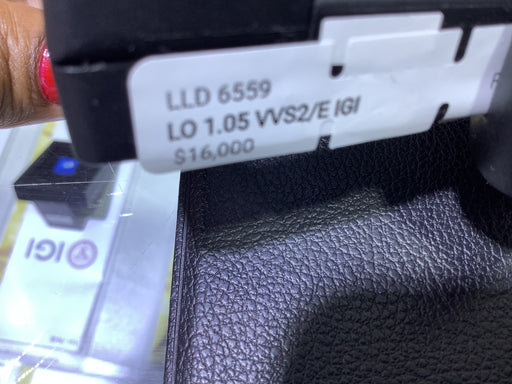 LLD 6559
LO 1.05 VVS2/E IGI
$16,000
IGI